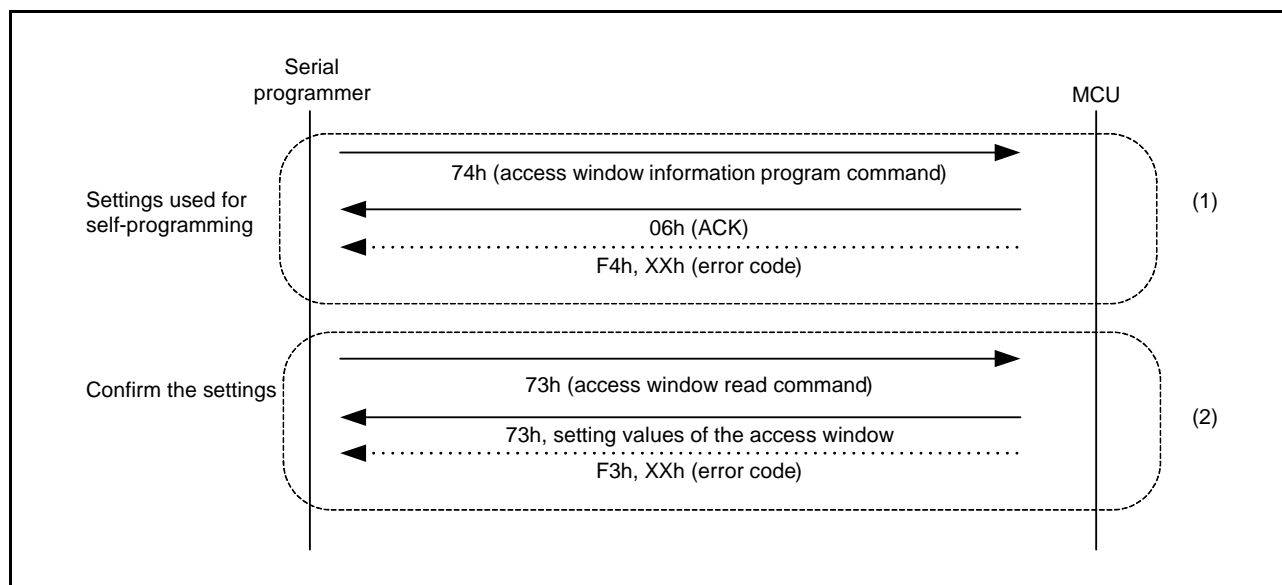 Serial
programmer
MCU
74h (access window information program command)
Settings used for
self-programming
(1)
06h (ACK)
F4h, XXh (error code)
73h (access window read command)
Confirm the settings
(2)
73h, setting values of the access window
F3h, XXh (error code)